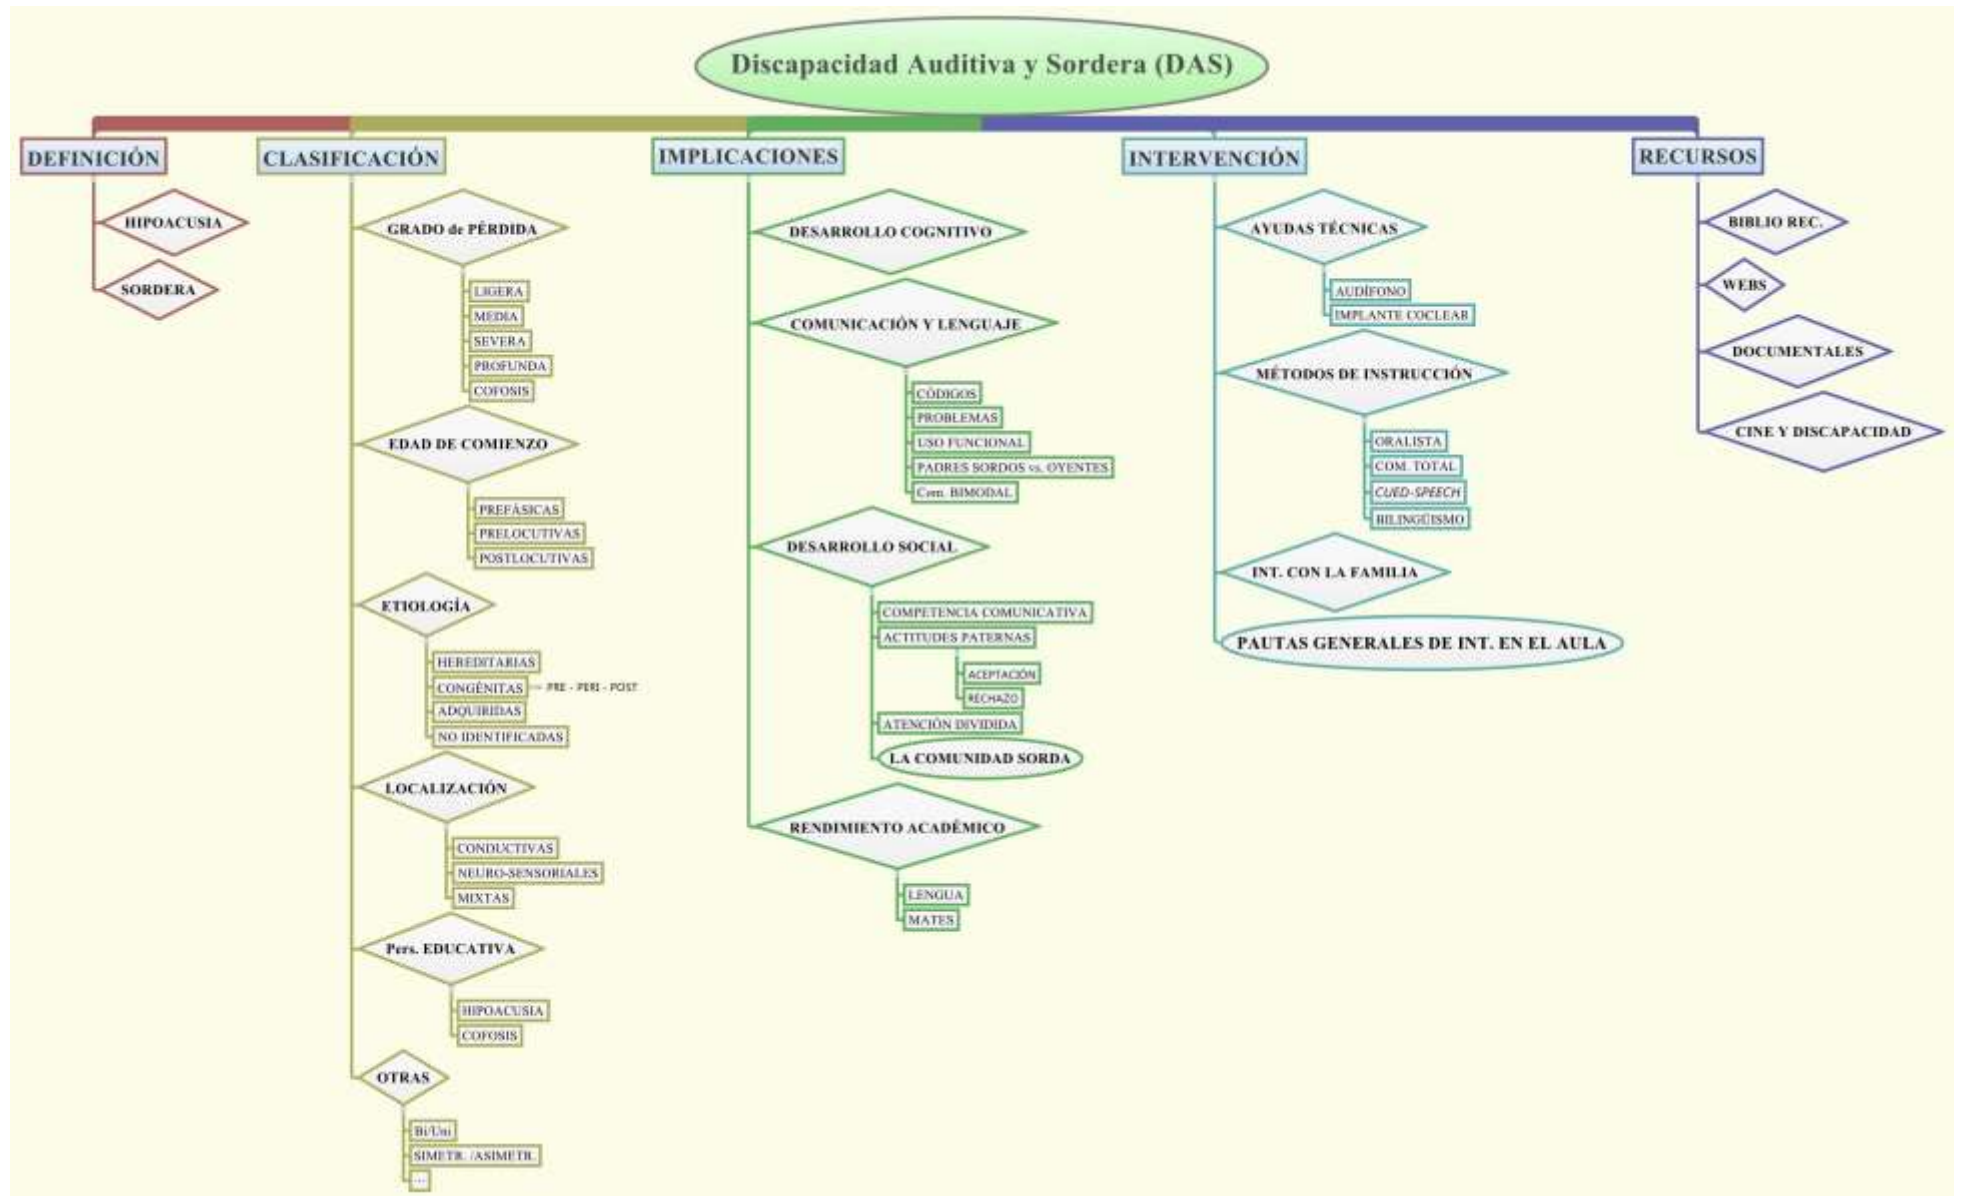 Discapacidad Auditiva y Sordera (DAS)
DEFINICIÓN
HIPOACUSIA
SORDERA
CLASIFICACIÓN
GRADO de PÉRDIDA
LIGERA
MEDIA
SEVERA
PROFUNDA
COFOSIS
EDAD DE COMIENZO
PREFÁSICAS
PRELOCUTIVAS
POSTLOCUTIVAS
ETIOLOGÍA
HEREDITARIAS
CONGÉNITAS — PRE - PERI - POST
ADQUIRIDAS
NO IDENTIFICADAS
LOCALIZACIÓN
CONDUCTIVAS
NEURO-SENSORIALES
MIXTAS
Pers. EDUCATIVA
HIPOACUSIA
COFOSIS
OTRAS
Bi/Uni
SIMETR. /ASIMETR.
...
IMPLICACIONES
DESARROLLO COGNITIVO
COMUNICACIÓN Y LENGUAJE
CÓDIGOS
PROBLEMAS
USO FUNCIONAL
PADRES SORDOS vs. OYENTES
Com. BIMODAL
DESARROLLO SOCIAL
COMPETENCIA COMUNICATIVA
ACTITUDES PATERNAS
ACEPTACIÓN
RECHAZO
ATENCIÓN DIVIDIDA
LA COMUNIDAD SORDA
RENDIMIENTO ACADÉMICO
LENGUA
MATES
INTERVENCIÓN
AYUDAS TÉCNICAS
AUDÍFONO
IMPLANTE COCLEAR
MÉTODOS DE INSTRUCCIÓN
ORALISTA
COM. TOTAL
CUED-SPEECH
BILINGÜISMO
INT. CON LA FAMILIA
PAUTAS GENERALES DE INT. EN EL AULA
RECURSOS
BIBLIO REC.
WEBS
DOCUMENTALES
CINE Y DISCAPACIDAD